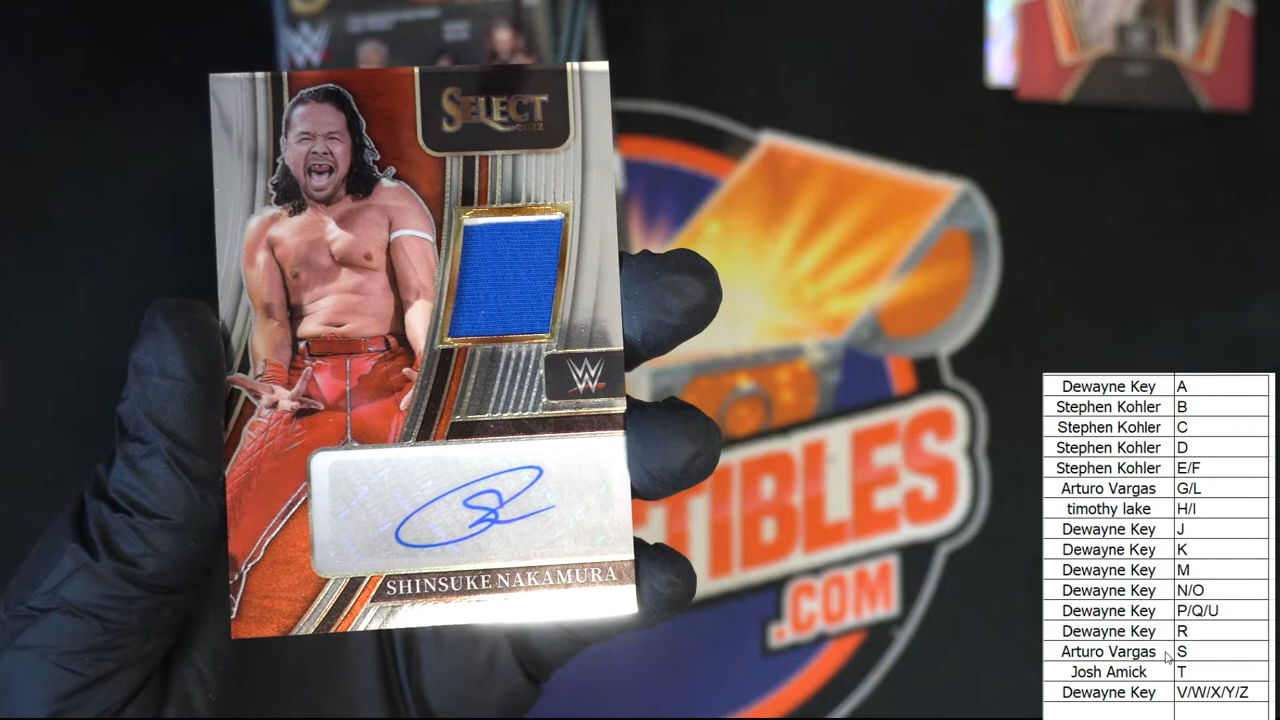 SELECT
2022
W
SHINSUKE NAKAMURA
TIBLES
.COM
Dewayne Key A
Stephen Kohler B
Stephen Kohler C
Stephen Kohler D
Stephen Kohler E/F
Arturo Vargas G/L
timothy lake H/I
Dewayne Key J
Dewayne Key K
Dewayne Key M
Dewayne Key N/O
Dewayne Key P/Q/U
Dewayne Key R
Arturo Vargas S
Josh Amick T
Dewayne Key V/W/X/Y/Z